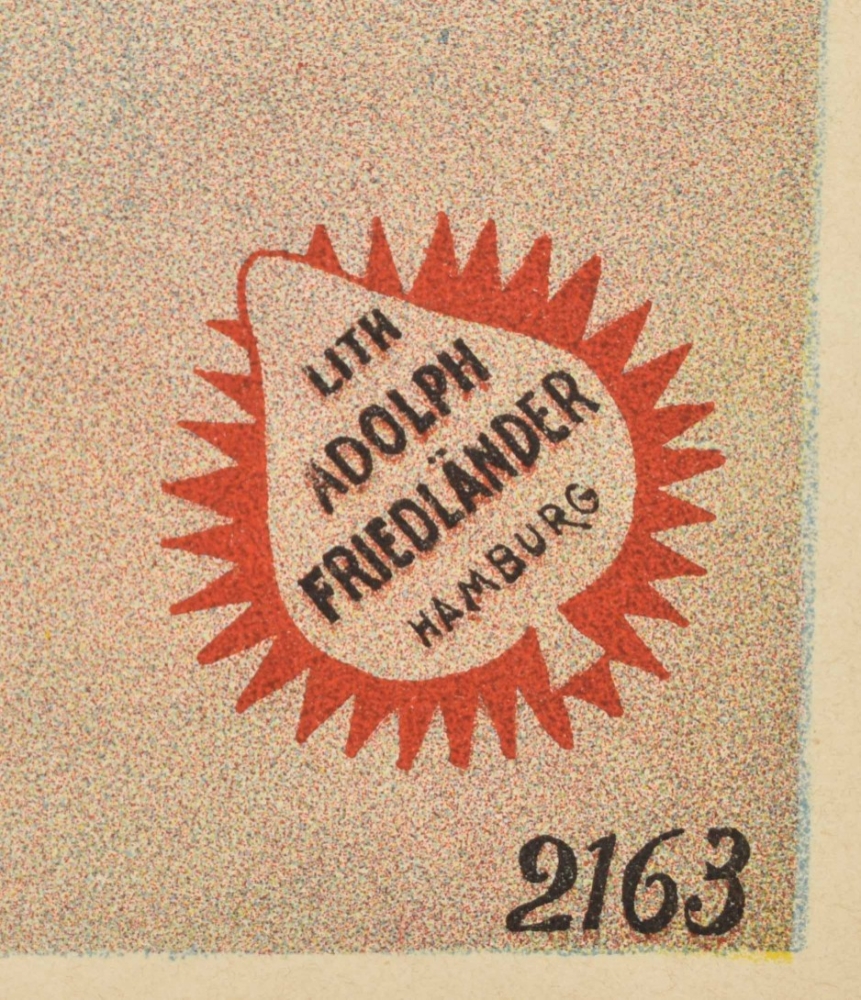 LITH
ADOLPH
FRIEDLÄNDER
HAMBURG
2163